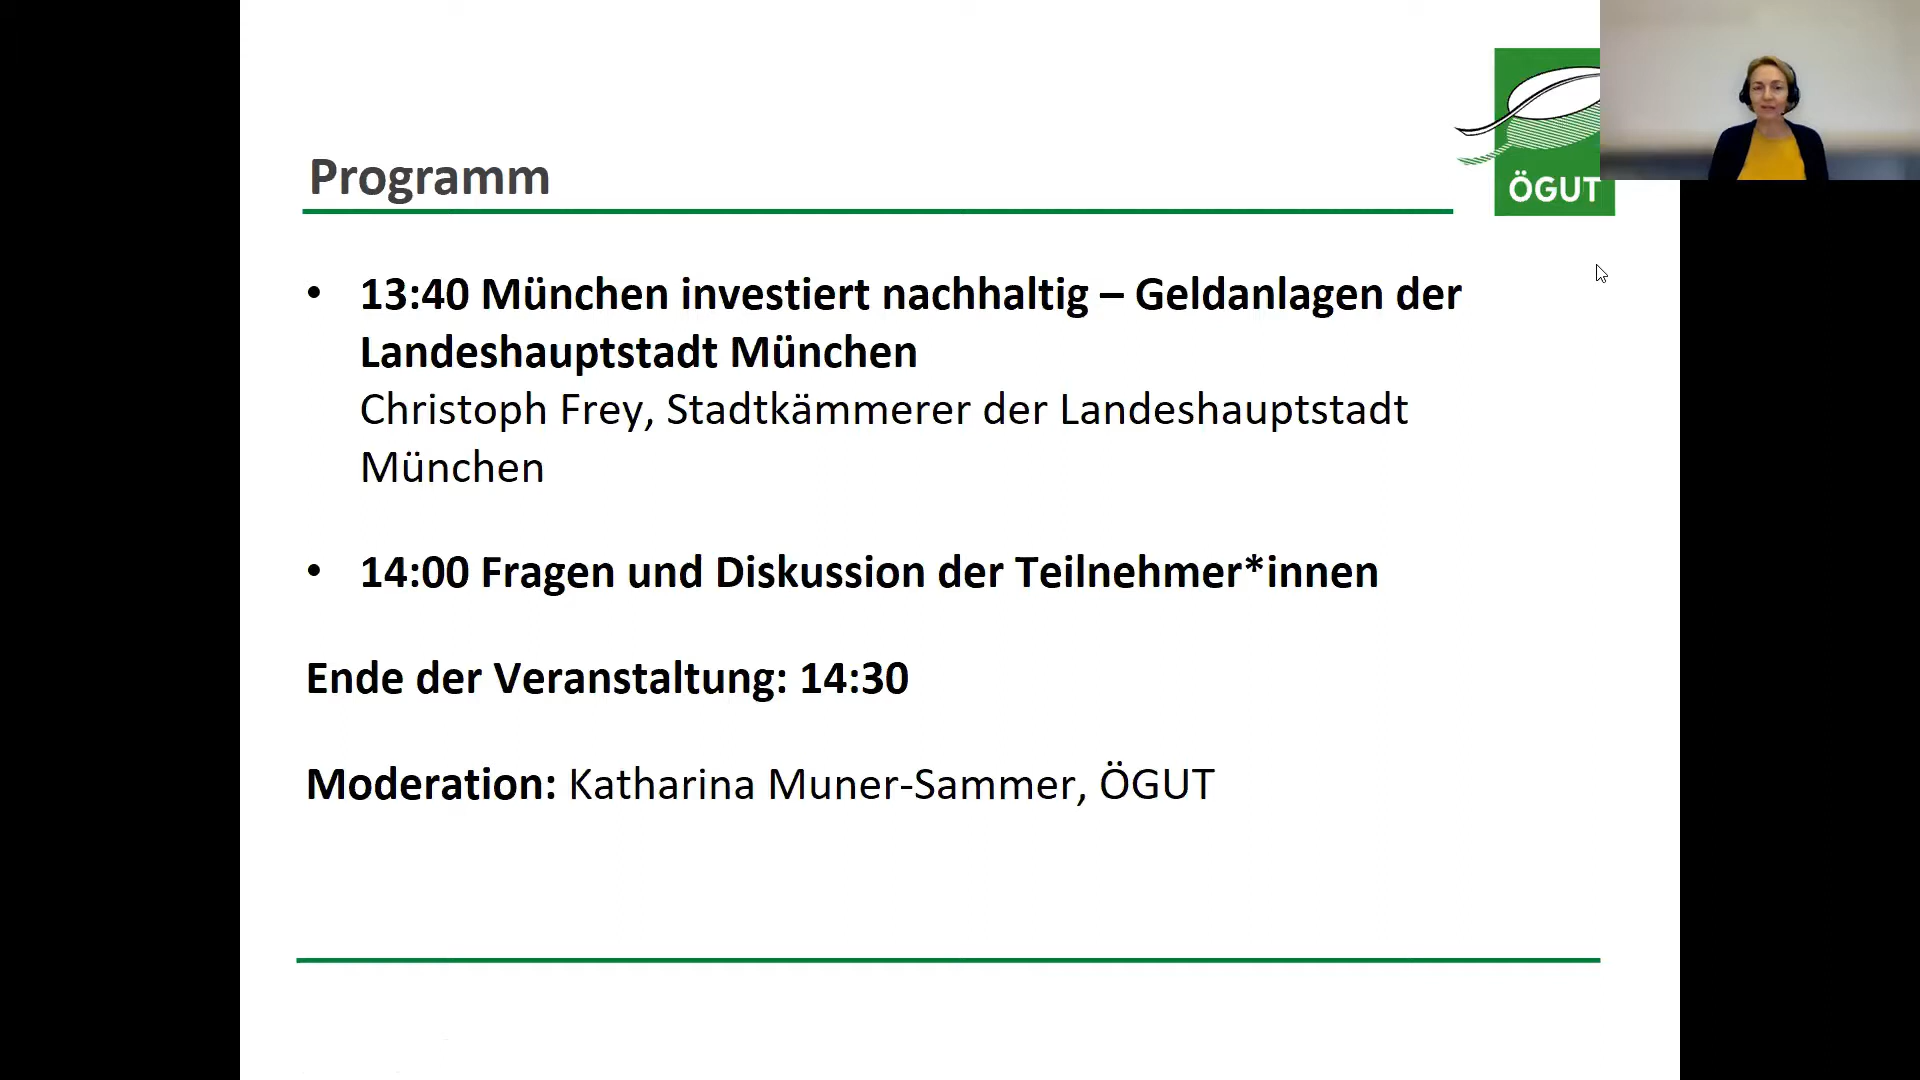 Programm
ÖGUT
• 13:40 München investiert nachhaltig – Geldanlagen der
Landeshauptstadt München
Christoph Frey, Stadtkämmerer der Landeshauptstadt
München
• 14:00 Fragen und Diskussion der Teilnehmer*innen
Ende der Veranstaltung: 14:30
Moderation: Katharina Muner-Sammer, ÖGUT